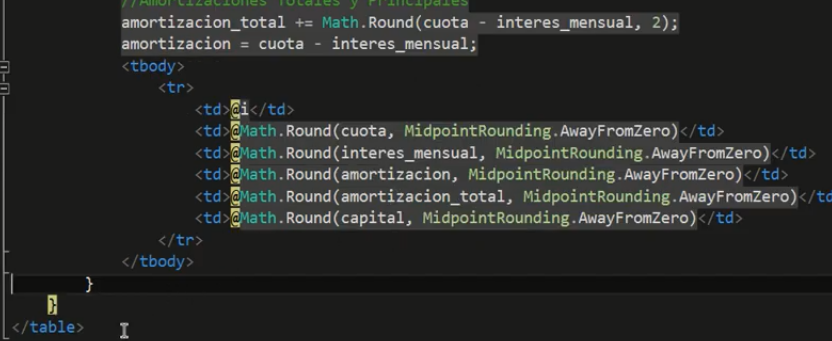 //Amortizaciones Totales y Principales
amortizacion_total += Math.Round(cuota - interes_mensual, 2);
amortizacion = cuota - interes_mensual;
<tbody>
<tr>
<td>@i</td>
<td>@Math.Round(cuota, MidpointRounding.AwayFromZero)</td>
<td>@Math.Round(interes_mensual, MidpointRounding.AwayFromZero)</td>
<td>@Math.Round(amortizacion, MidpointRounding.AwayFromZero)</td>
<td>@Math.Round(amortizacion_total, MidpointRounding.AwayFromZero)</td>
<td>@Math.Round(capital, MidpointRounding.AwayFromZero)</td>
</tr>
</tbody>
}
}
</table>